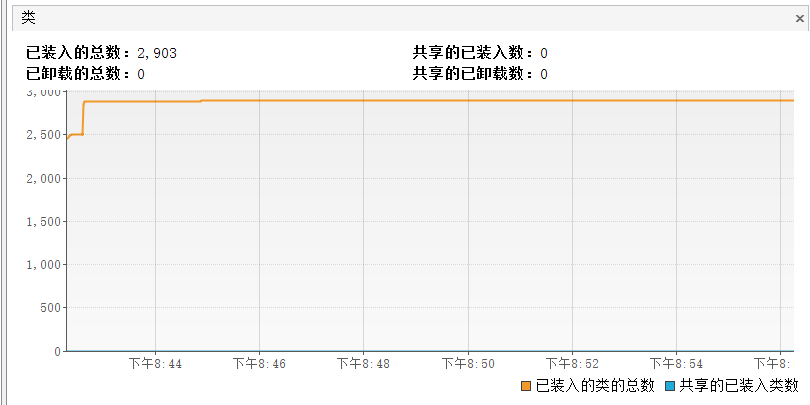 类
已装入的总数：2,903
共享的已装入数：0
已卸载的总数：0
共享的已卸载数：0
3,000
2,500
2,000
1,500
1,000
500
0
下午8:44 下午8:46 下午8:48 下午8:50 下午8:52 下午8:54 下午8:
已装入的类的总数 共享的已装入类数